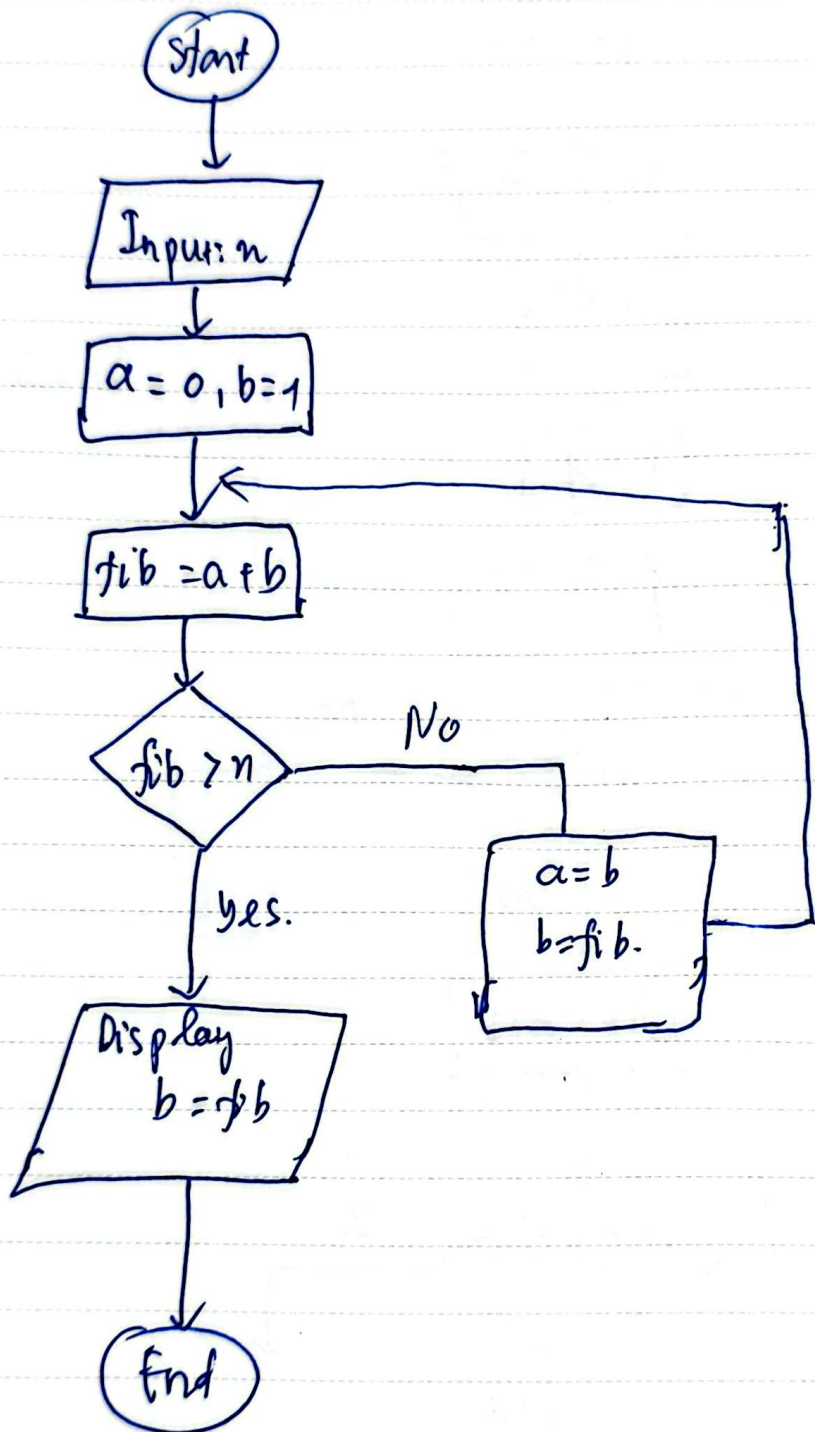 Start
Input: n
a = 0, b=1
fib = a + b
fib > n
No
yes.
a = b
b = fib.
Display
b = fib
End